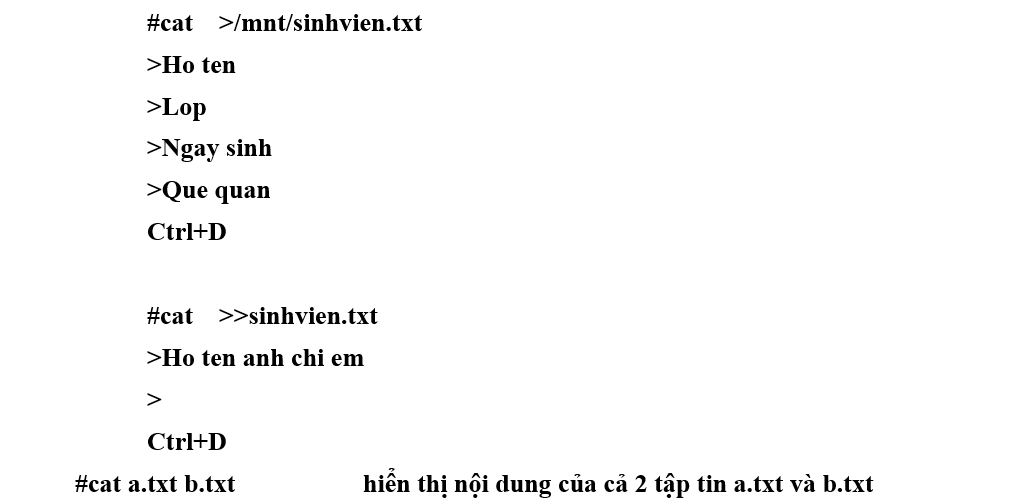 #cat >/mnt/sinhvien.txt
>Ho ten
>Lop
>Ngay sinh
>Que quan
Ctrl+D
#cat >>sinhvien.txt
>Ho ten anh chi em
>
Ctrl+D
#cat a.txt b.txt hiển thị nội dung của cả 2 tập tin a.txt và b.txt